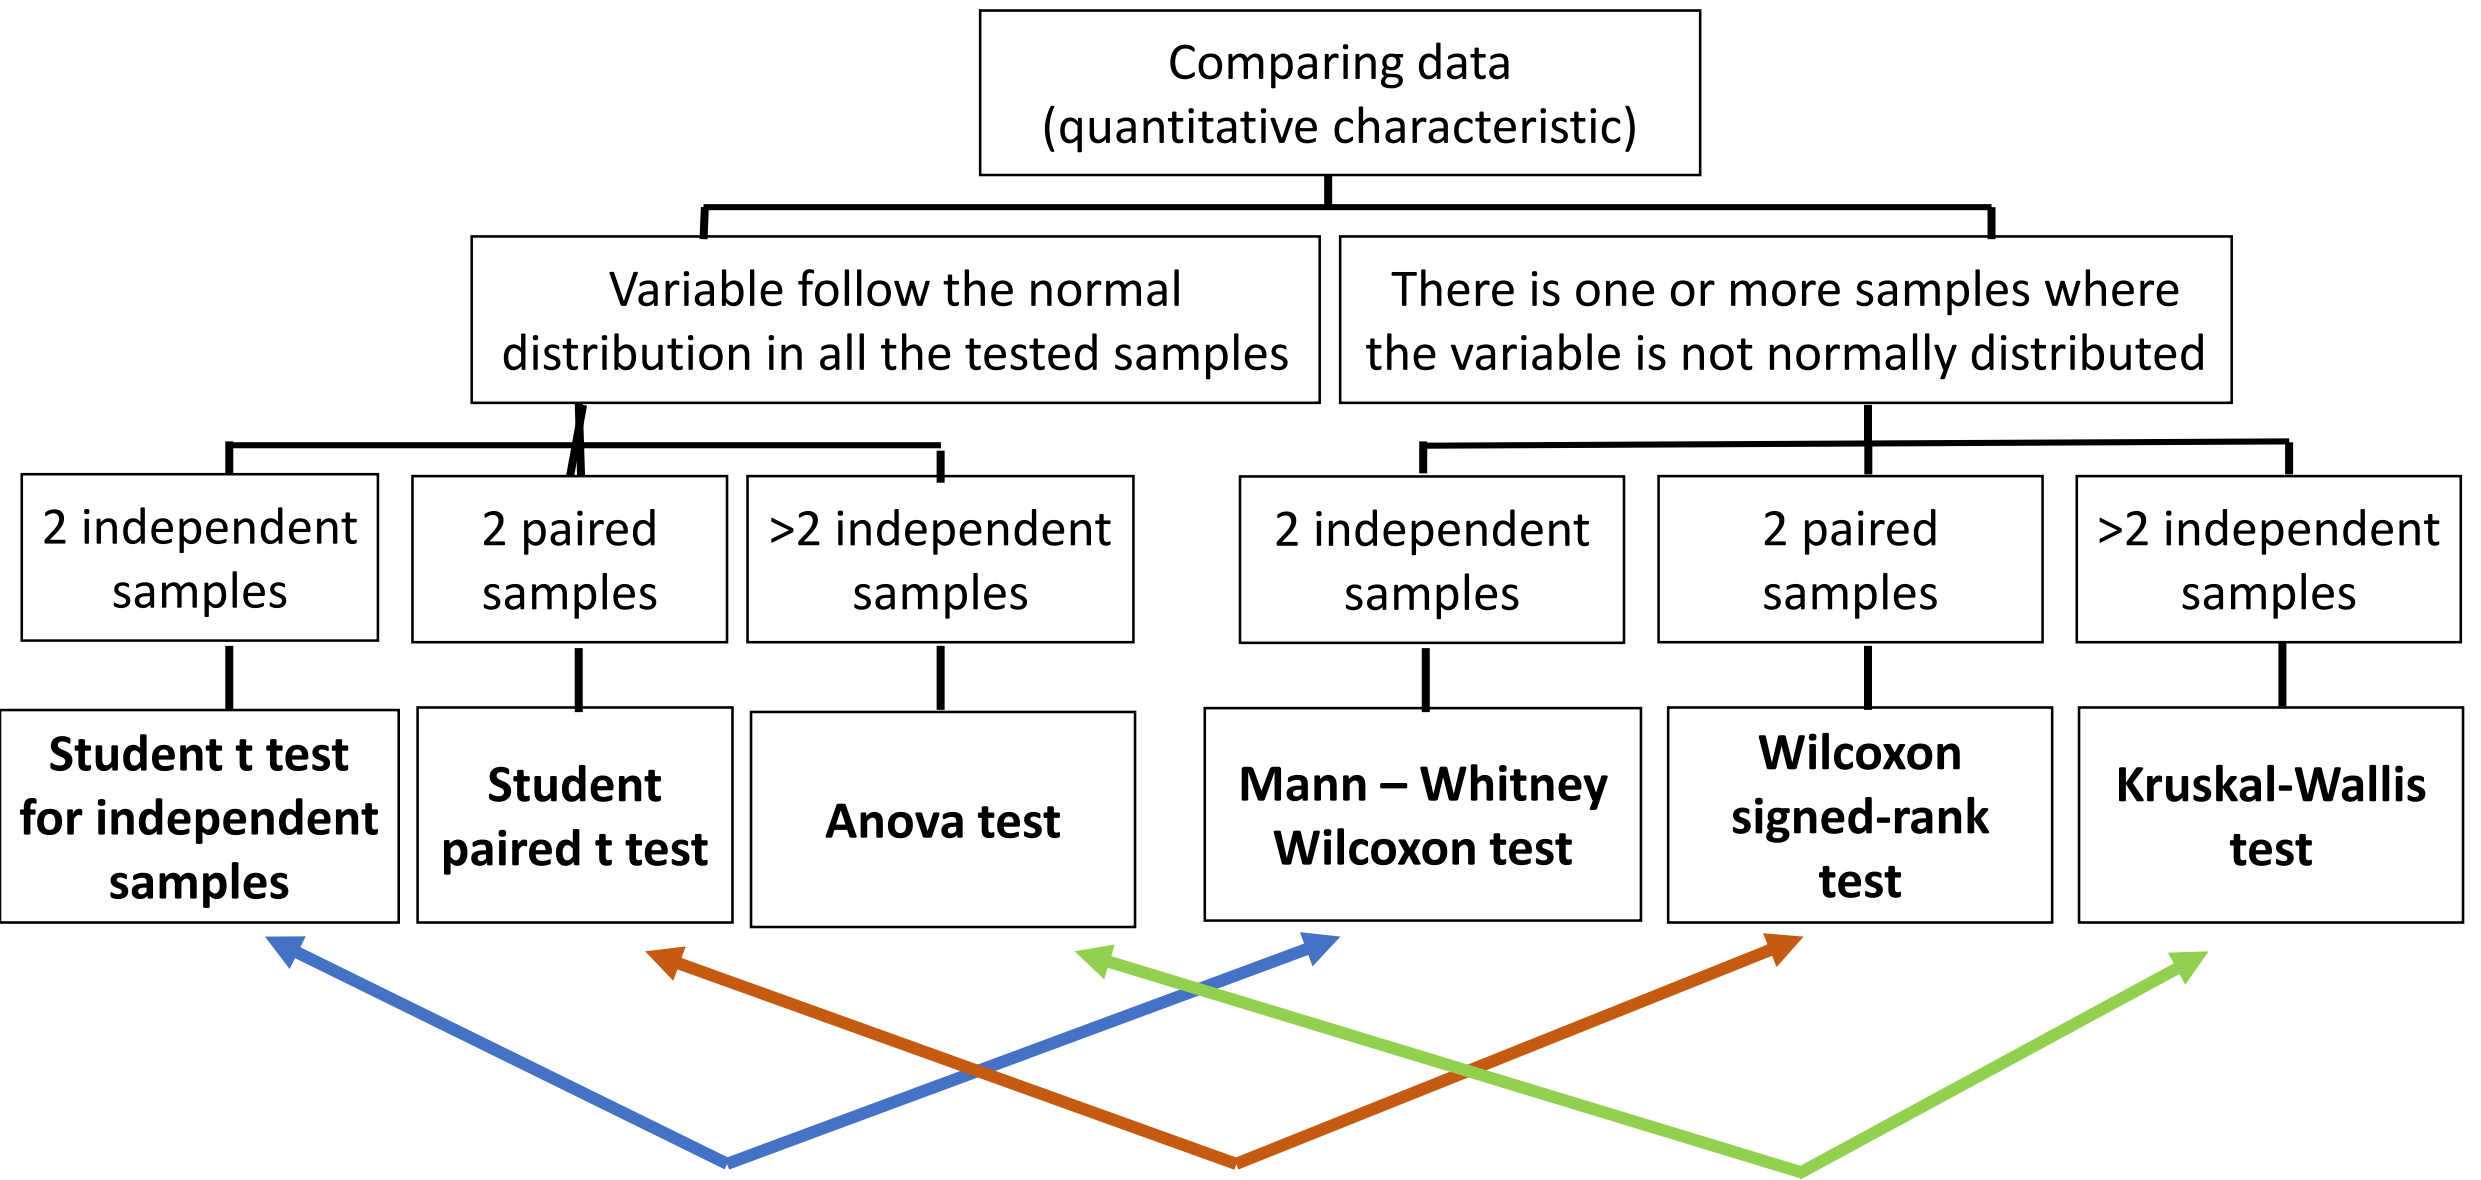 Comparing data
(quantitative characteristic)
Variable follow the normal
distribution in all the tested samples
There is one or more samples where
the variable is not normally distributed
2 independent
samples
2 paired
samples
>2 independent
samples
2 independent
samples
2 paired
samples
>2 independent
samples
Student t test
for independent
samples
Student
paired t test
Anova test
Mann – Whitney
Wilcoxon test
Wilcoxon
signed-rank
test
Kruskal-Wallis
test